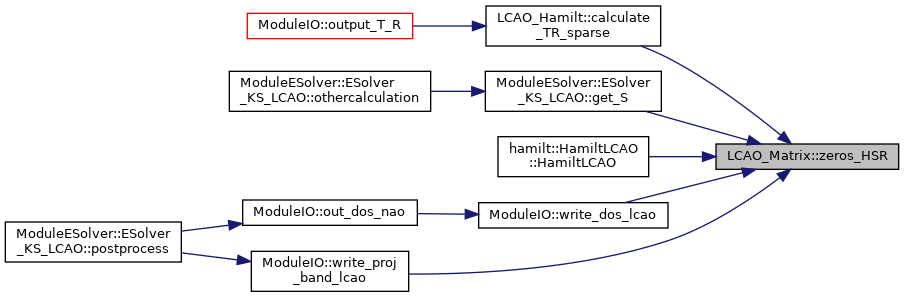 ModuleIO::output_T_R
LCAO_Hamilt::calculate
_TR_sparse
ModuleESolver::ESolver
_KS_LCAO::othercalculation
ModuleESolver::ESolver
_KS_LCAO::get_S
hamilt::HamiltLCAO
::HamiltLCAO
LCAO_Matrix::zeros_HSR
ModuleIO::out_dos_nao
ModuleIO::write_dos_lcao
ModuleESolver::ESolver
_KS_LCAO::postprocess
ModuleIO::write_proj
_band_lcao